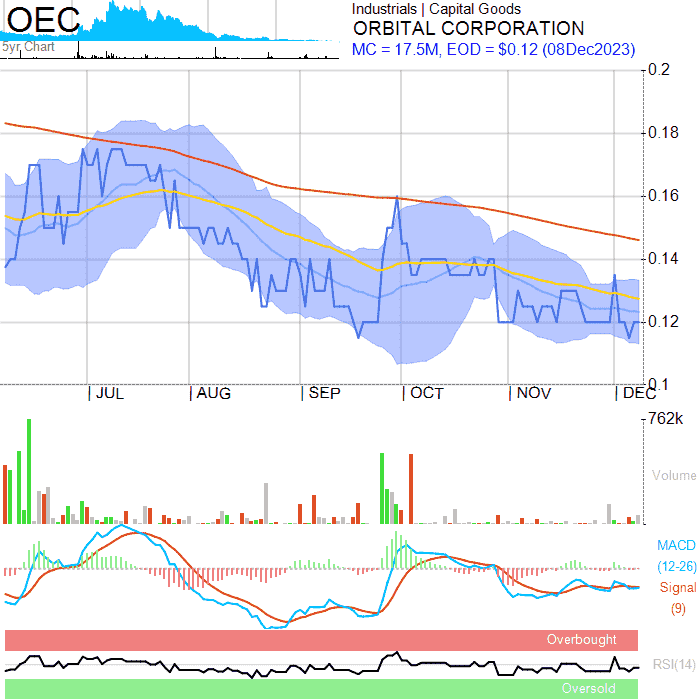 OEC
5yr. Chart
Industrials | Capital Goods
ORBITAL CORPORATION
MC = 17.5M, EOD = $0.12 (08Dec2023)
0.2
0.18
0.16
0.14
0.12
0.1
JUL AUG SEP OCT NOV DEC
762k
Volume
MACD
(12-26)
Signal
(9)
Overbought
RSI(14)
Oversold